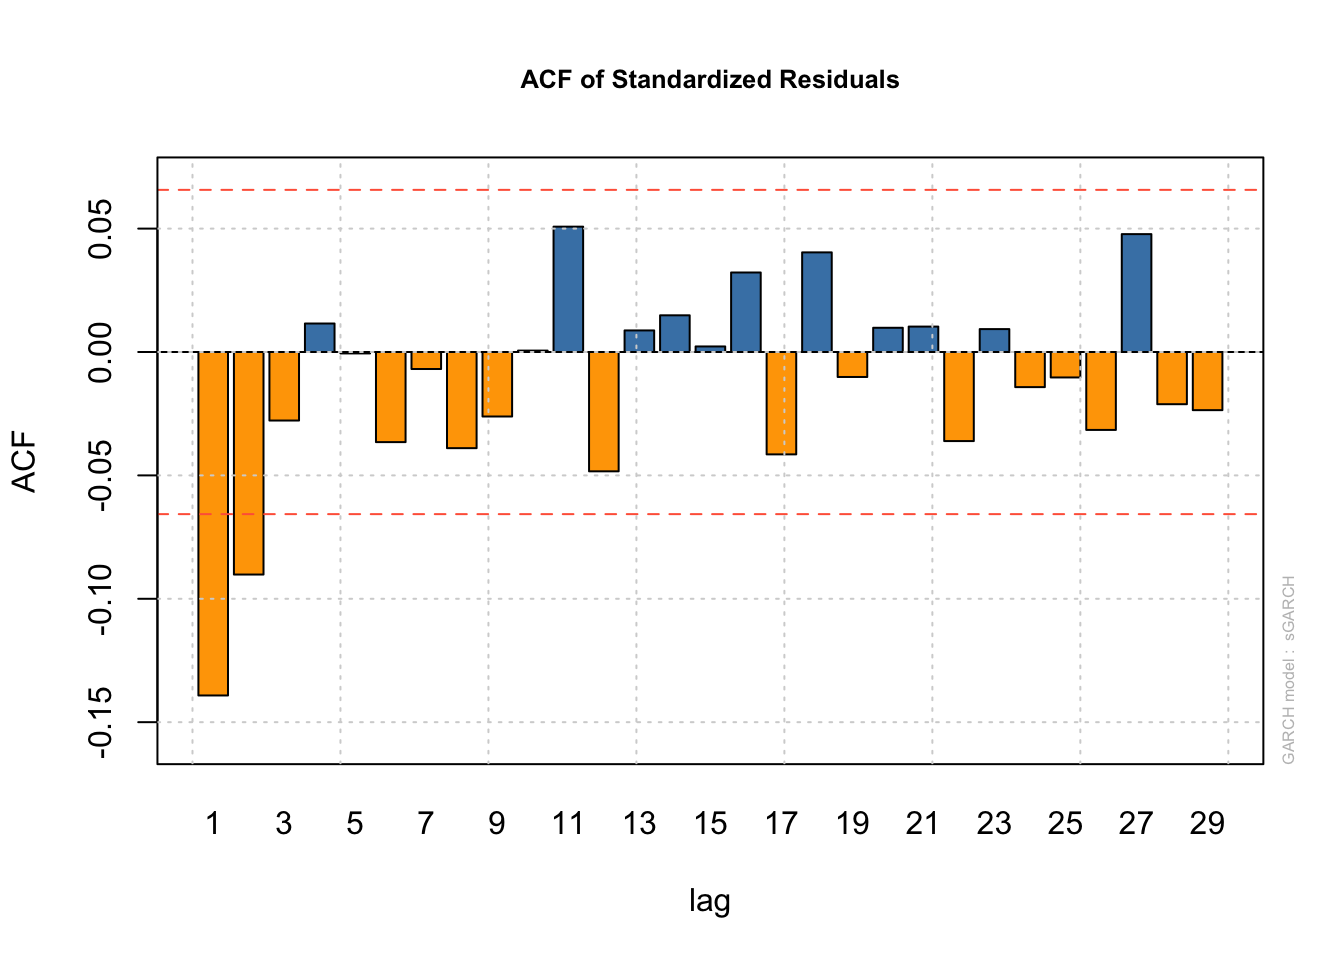 ACF of Standardized Residuals
0.05
0.00
-0.05
-0.10
-0.15
ACF
1 3 5 7 9 11 13 15 17 19 21 23 25 27 29
lag
GARCH model : sGARCH